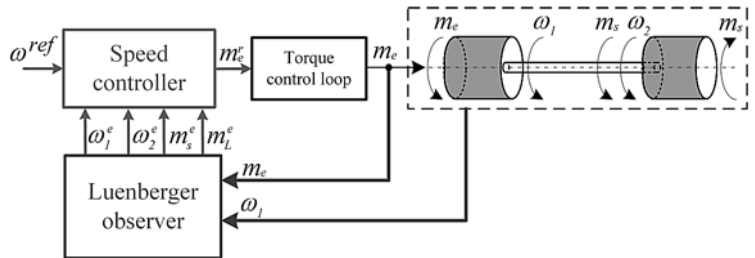 ω^ref
Speed
controller
m_e^r
Torque
control loop
m_e
m_e
ω_1
m_s
ω_2
m_s
ω_1^e
ω_2^e
m_s^e
m_L^e
Luenberger
observer
m_e
ω_1